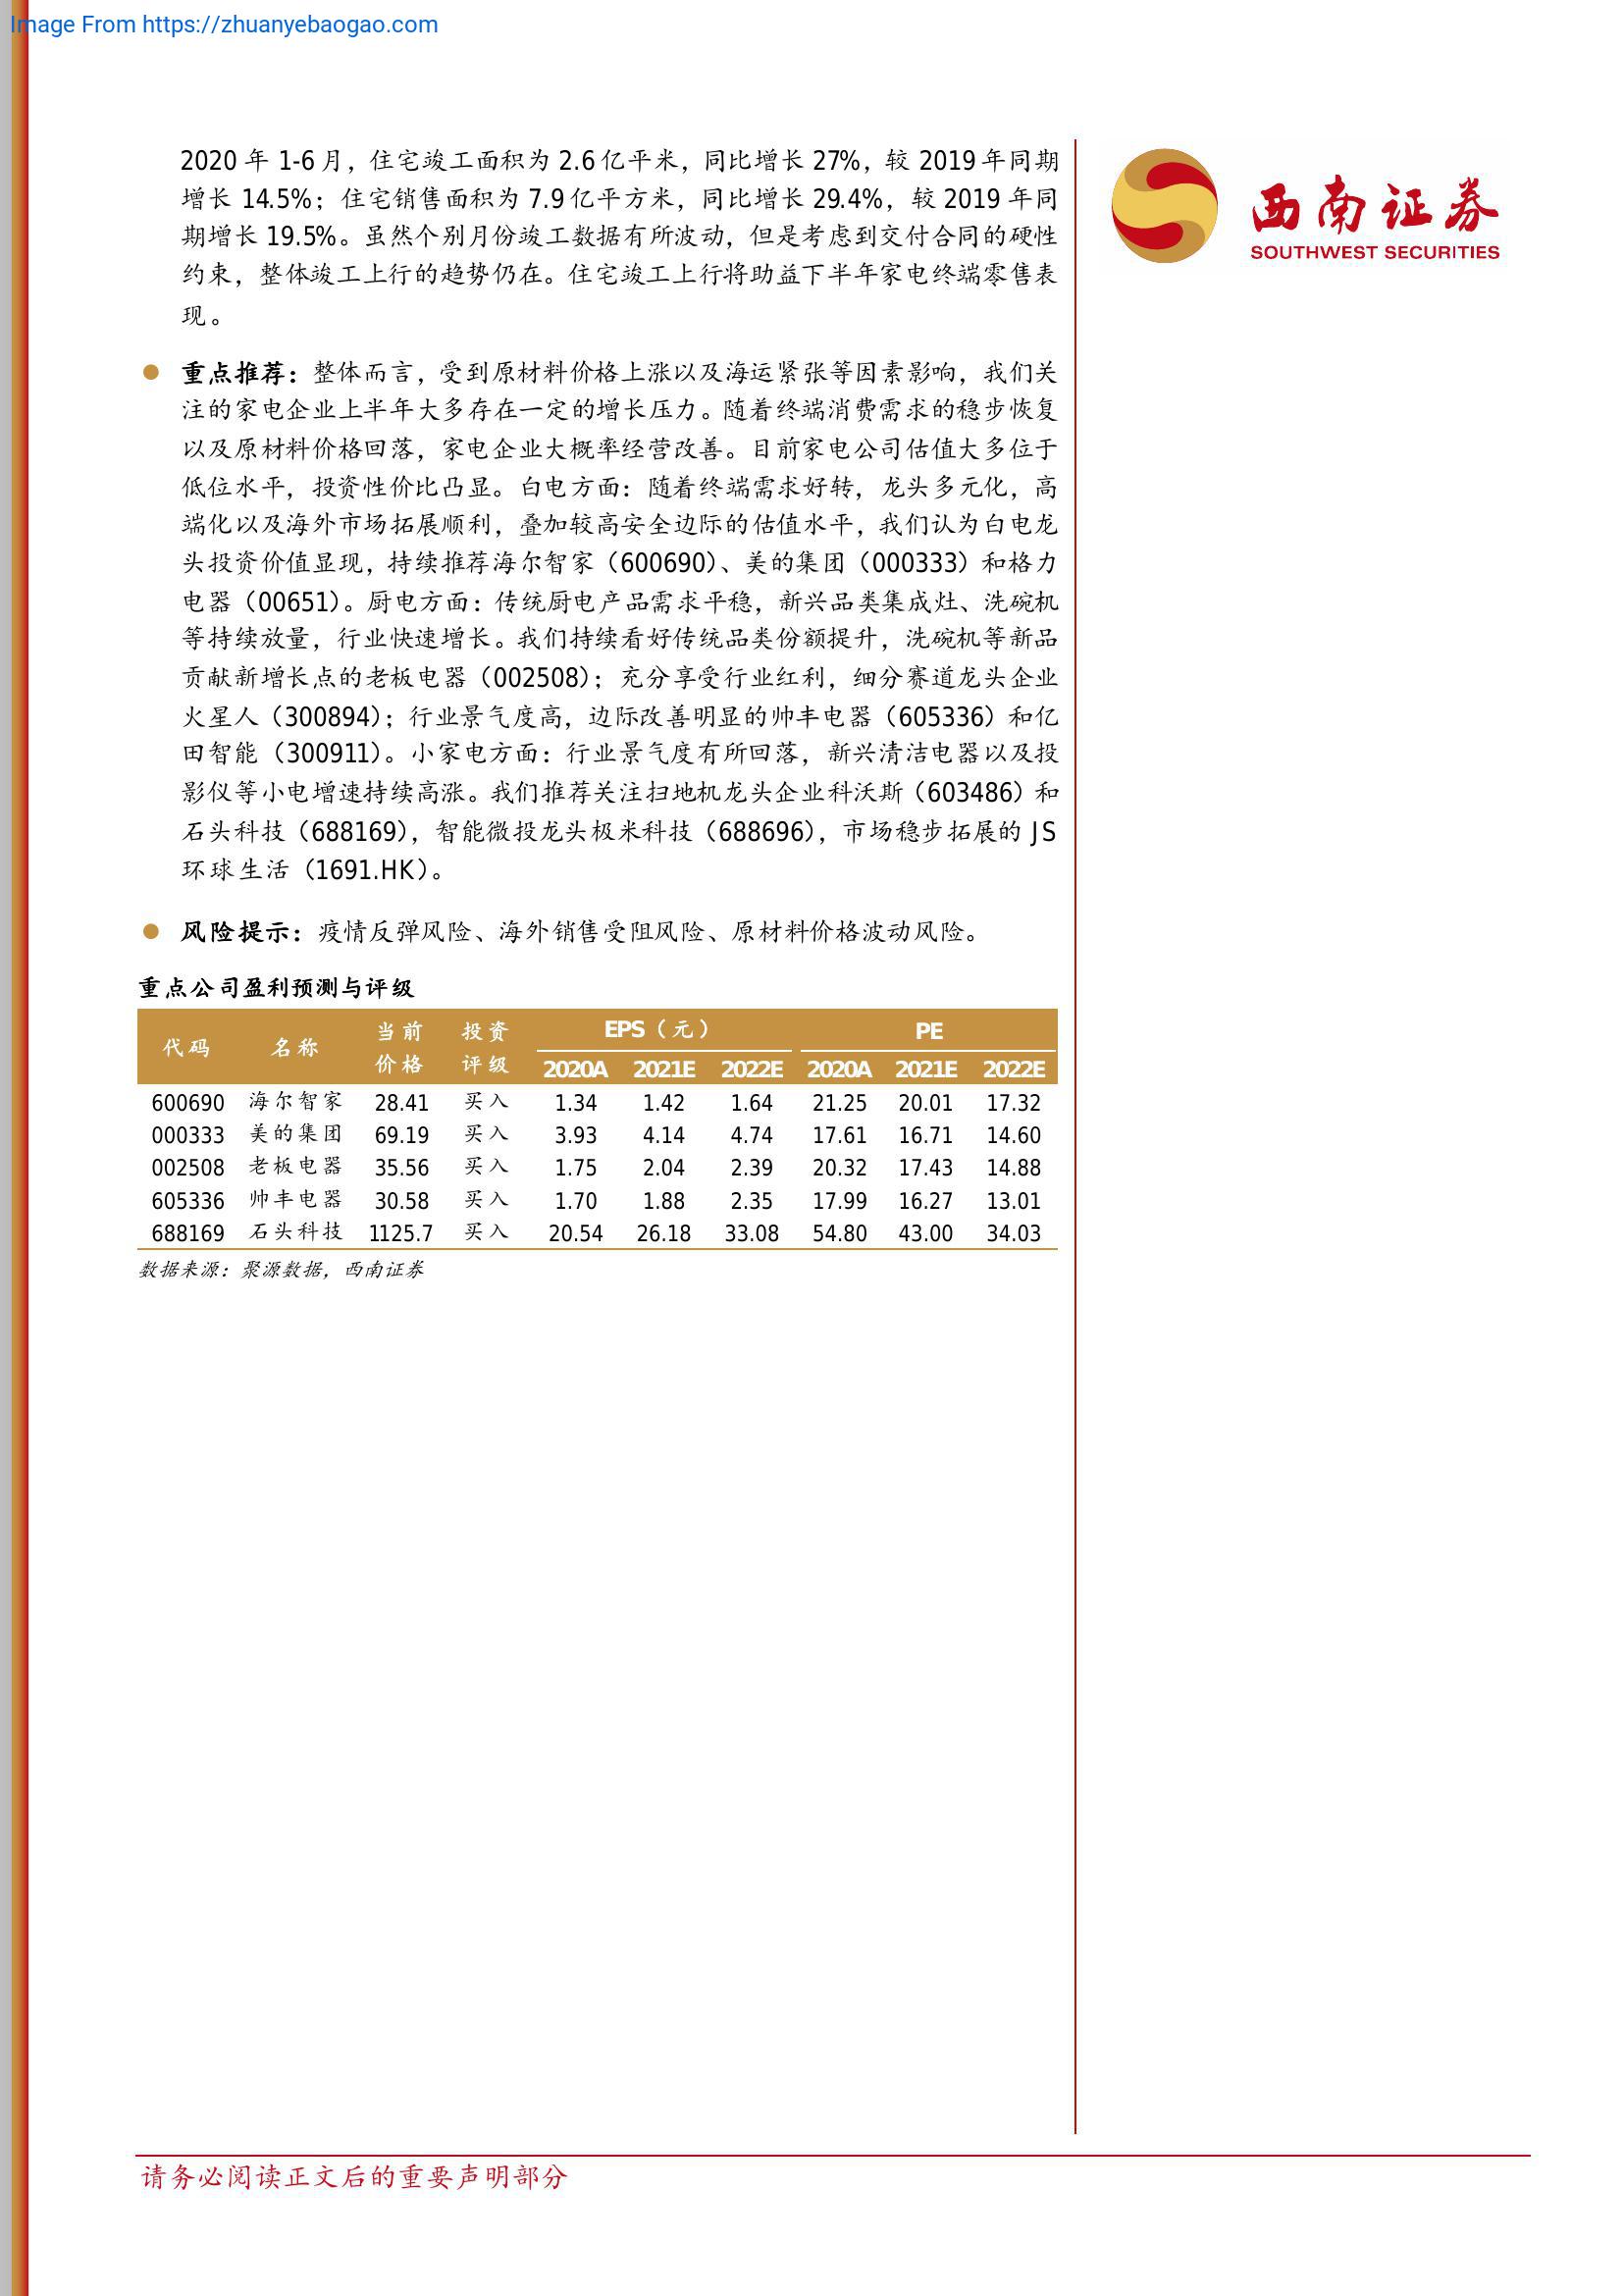 Image From https://zhuanyebaogao.com
西南证券
SOUTHWEST SECURITIES
2020 年 1-6 月，住宅竣工面积为 2.6 亿平米，同比增长 27%，较 2019 年同期
增长 14.5%；住宅销售面积为 7.9 亿平方米，同比增长 29.4%，较 2019 年同
期增长 19.5%。虽然个别月份竣工数据有所波动，但是考虑到交付合同的硬性
约束，整体竣工上行的趋势仍在。住宅竣工上行将助益下半年家电终端零售表
现。
● 重点推荐：整体而言，受到原材料价格上涨以及海运紧张等因素影响，我们关
注的家电企业上半年大多存在一定的增长压力。随着终端消费需求的稳步恢复
以及原材料价格回落，家电企业大概率经营改善。目前家电公司估值大多位于
低位水平，投资性价比凸显。白电方面：随着终端需求好转，龙头多元化，高
端化以及海外市场拓展顺利，叠加较高安全边际的估值水平，我们认为白电龙
头投资价值显现，持续推荐海尔智家（600690）、美的集团（000333）和格力
电器（00651）。厨电方面：传统厨电产品需求平稳，新兴品类集成灶、洗碗机
等持续放量，行业快速增长。我们持续看好传统品类份额提升，洗碗机等新品
贡献新增长点的老板电器（002508）；充分享受行业红利，细分赛道龙头企业
火星人（300894）；行业景气度高，边际改善明显的帅丰电器（605336）和亿
田智能（300911）。小家电方面：行业景气度有所回落，新兴清洁电器以及投
影仪等小电增速持续高涨。我们推荐关注扫地机龙头企业科沃斯（603486）和
石头科技（688169），智能微投龙头极米科技（688696），市场稳步拓展的 JS
环球生活（1691.HK）。
● 风险提示：疫情反弹风险、海外销售受阻风险、原材料价格波动风险。
重点公司盈利预测与评级
代码 名称 当前价格 投资评级 EPS（元） PE
2020A 2021E 2022E 2020A 2021E 2022E
600690 海尔智家 28.41 买入 1.34 1.42 1.64 21.25 20.01 17.32
000333 美的集团 69.19 买入 3.93 4.14 4.74 17.61 16.71 14.60
002508 老板电器 35.56 买入 1.75 2.04 2.39 20.32 17.43 14.88
605336 帅丰电器 30.58 买入 1.70 1.88 2.35 17.99 16.27 13.01
688169 石头科技 1125.7 买入 20.54 26.18 33.08 54.80 43.00 34.03
数据来源：聚源数据，西南证券
请务必阅读正文后的重要声明部分